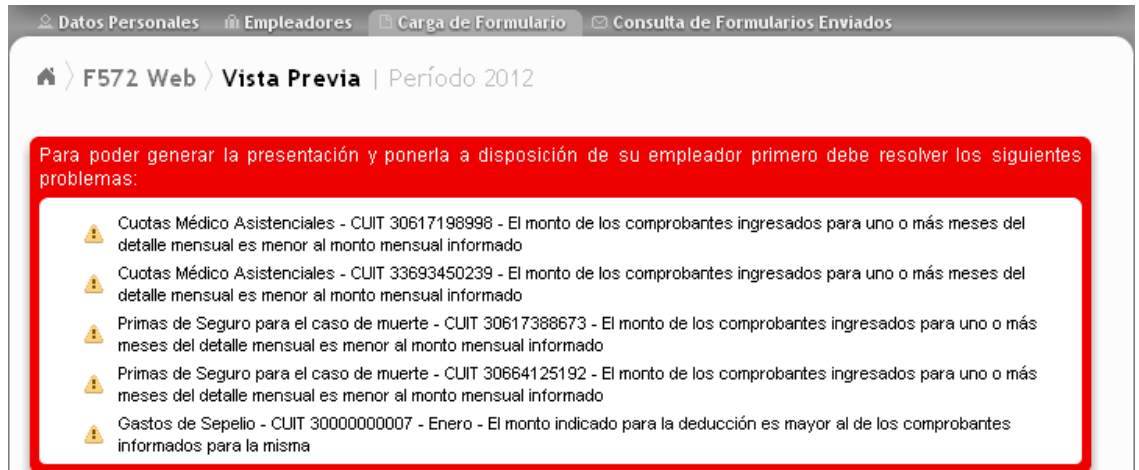 Datos Personales Empleadores Carga de Formulario Consulta de Formularios Enviados
F572 Web Vista Previa | Período 2012
Para poder generar la presentación y ponerla a disposición de su empleador primero debe resolver los siguientes
problemas:
Cuotas Médico Asistenciales - CUIT 30617198998 - El monto de los comprobantes ingresados para uno o más meses del
detalle mensual es menor al monto mensual informado
Cuotas Médico Asistenciales - CUIT 33693450239 - El monto de los comprobantes ingresados para uno o más meses del
detalle mensual es menor al monto mensual informado
Primas de Seguro para el caso de muerte - CUIT 30617388673 - El monto de los comprobantes ingresados para uno o más
meses del detalle mensual es menor al monto mensual informado
Primas de Seguro para el caso de muerte - CUIT 30664125192 - El monto de los comprobantes ingresados para uno o más
meses del detalle mensual es menor al monto mensual informado
Gastos de Sepelio - CUIT 30000000007 - Enero - El monto indicado para la deducción es mayor al de los comprobantes
informados para la misma